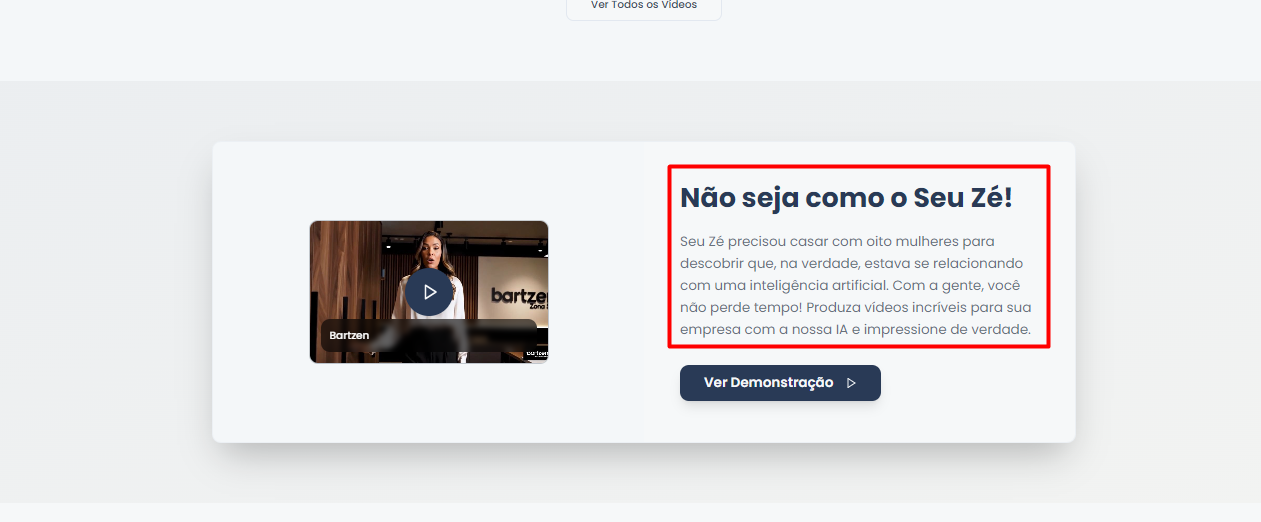 Ver Todos os Vídeos
Não seja como o Seu Zé!
Seu Zé precisou casar com oito mulheres para
descobrir que, na verdade, estava se relacionando
com uma inteligência artificial. Com a gente, você
não perde tempo! Produza vídeos incríveis para sua
empresa com a nossa IA e impressione de verdade.
bartze
Zona S
Bartzen
Bartzen
Ver Demonstração